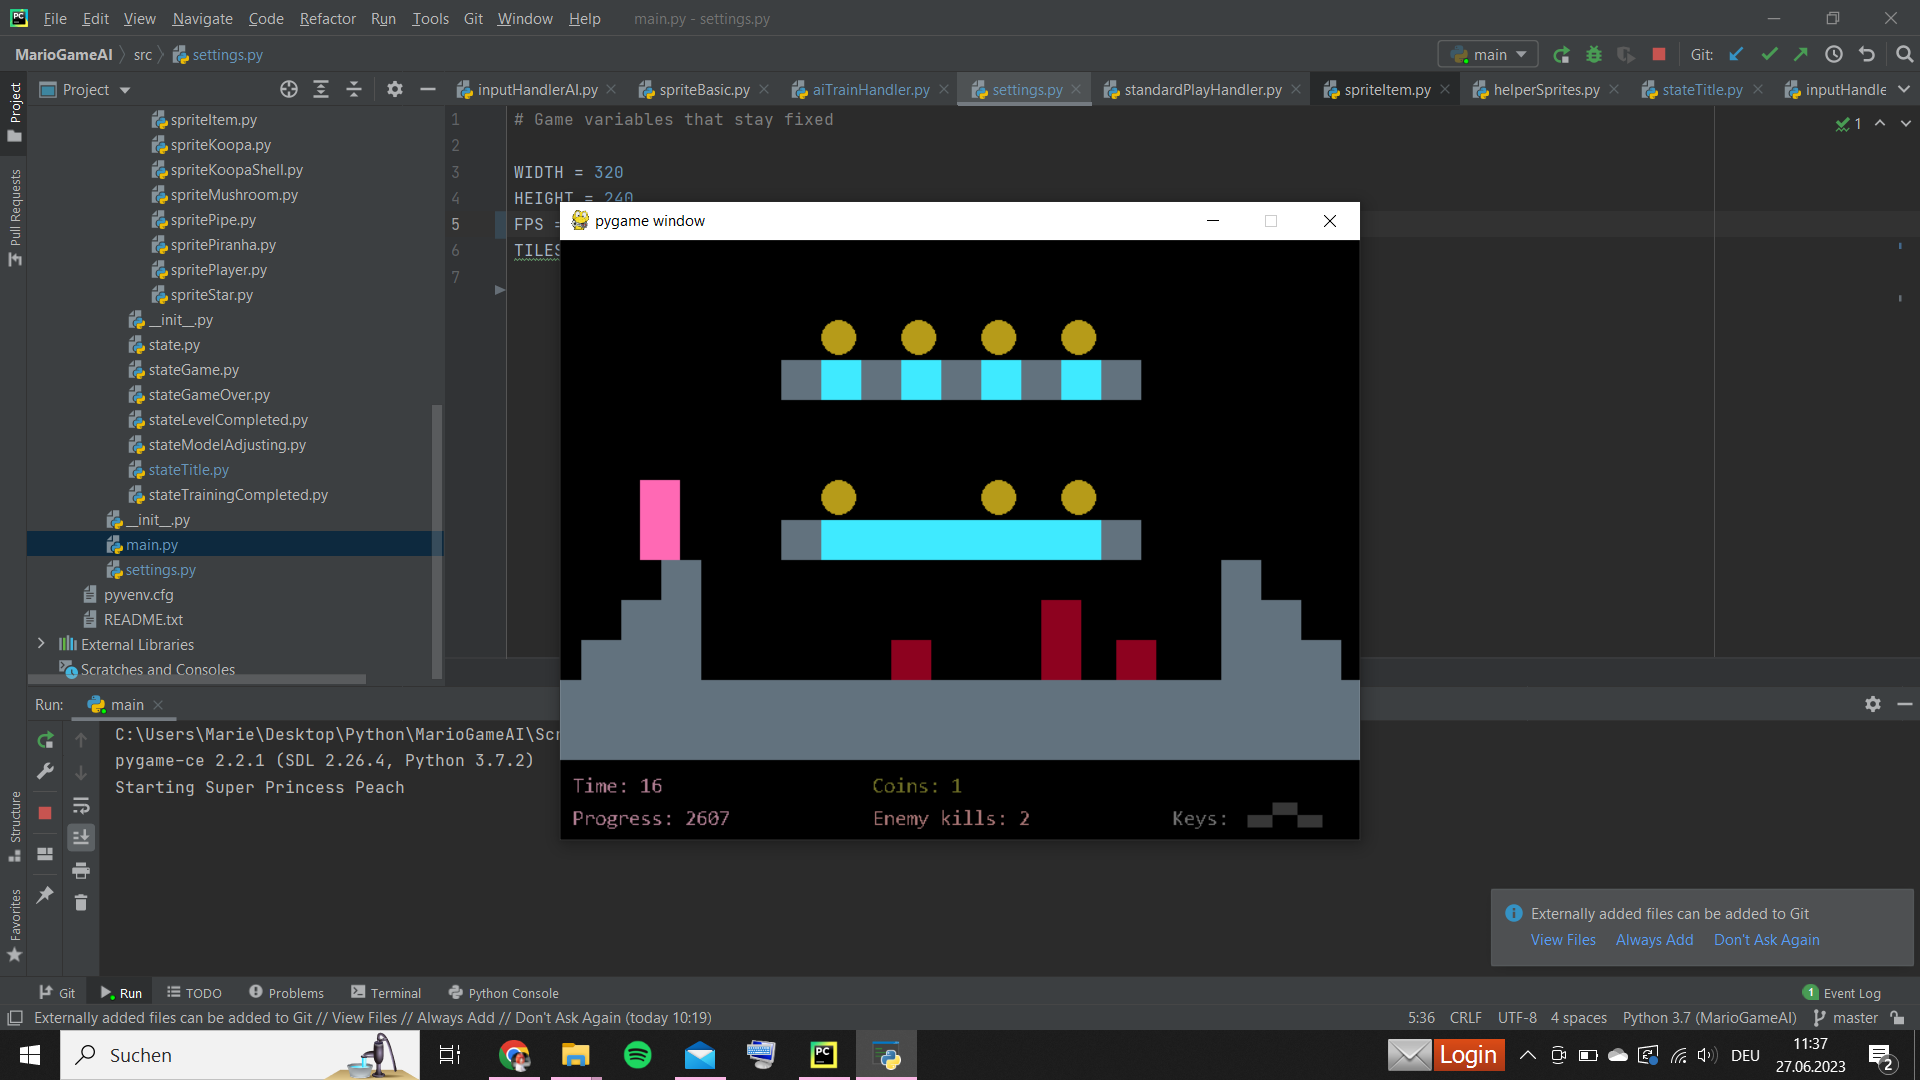 File Edit View Navigate Code Refactor Run Tools Git Window Help main.py - settings.py
MarioGameAI src settings.py main Git:
Project
inputHandlerAI.py spriteBasic.py aiTrainHandler.py settings.py standardPlayHandler.py spriteItem.py helperSprites.py stateTitle.py inputHandle
Project
Pull Requests
Structure
Favorites
spriteItem.py
spriteKoopa.py
spriteKoopaShell.py
spriteMushroom.py
spritePipe.py
spritePiranha.py
spritePlayer.py
spriteStar.py
__init__.py
state.py
stateGame.py
stateGameOver.py
stateLevelCompleted.py
stateModelAdjusting.py
stateTitle.py
stateTrainingCompleted.py
__init__.py
main.py
settings.py
pyvenv.cfg
README.txt
External Libraries
Scratches and Consoles
1 # Game variables that stay fixed
2
3 WIDTH = 320
4 HEIGHT = 240
5 FPS =
6 TILES
7
1
pygame window
Time: 16 Coins: 1
Progress: 2607 Enemy kills: 2 Keys:
Run: main
C:\Users\Marie\Desktop\Python\MarioGameAI\Scr
pygame-ce 2.2.1 (SDL 2.26.4, Python 3.7.2)
Starting Super Princess Peach
Externally added files can be added to Git
View Files Always Add Don't Ask Again
Git Run TODO Problems Terminal Python Console 1 Event Log
Externally added files can be added to Git // View Files // Always Add // Don't Ask Again (today 10:19) 5:36 CRLF UTF-8 4 spaces Python 3.7 (MarioGameAI) master
Suchen
PC
Login
DEU
11:37
27.06.2023
2